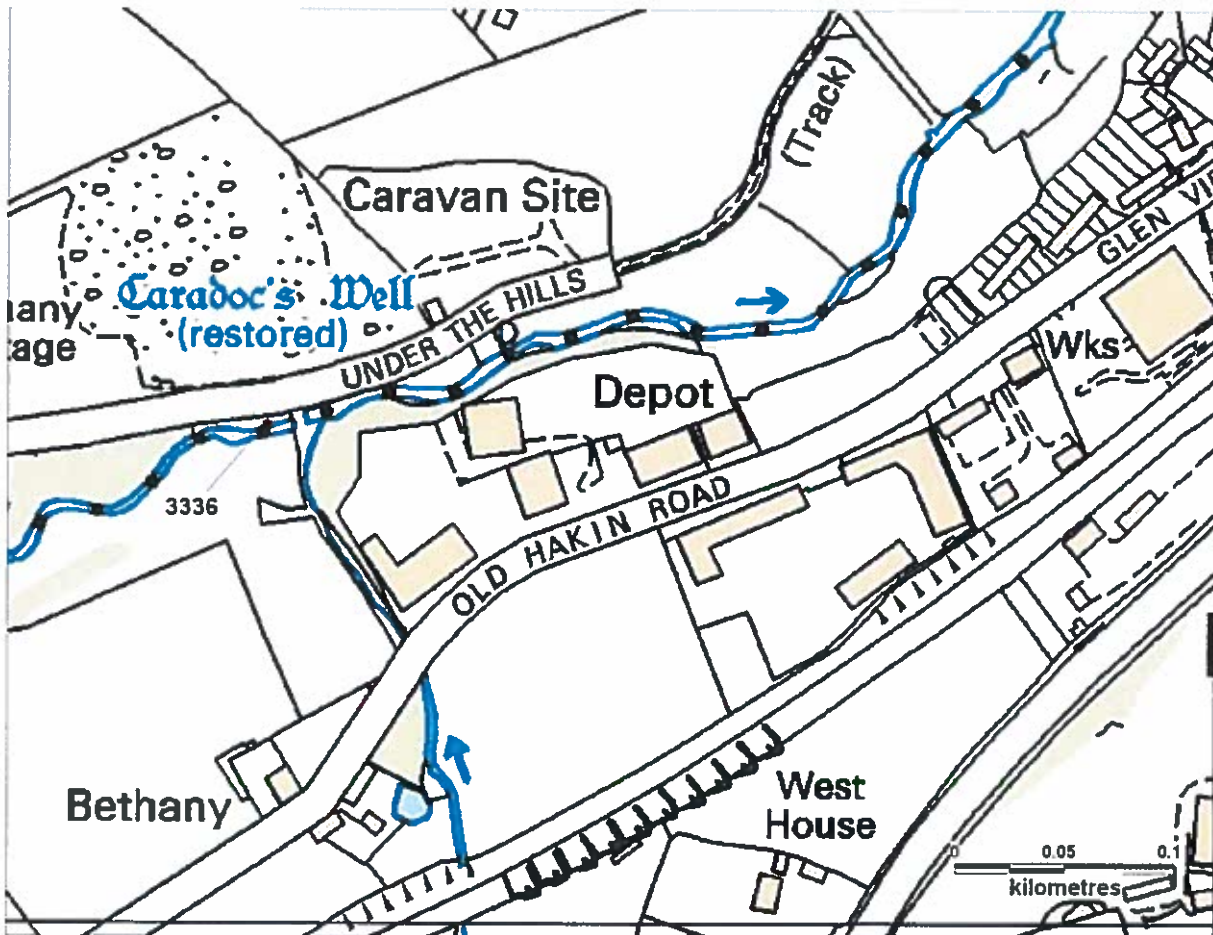 (Track)
Caravan Site
GLEN
Caradoc's Well
(restored)
UNDER THE HILLS
Wks
Depot
3336
OLD HAKIN ROAD
Bethany
West
House
0 0.05 0.1
kilometres